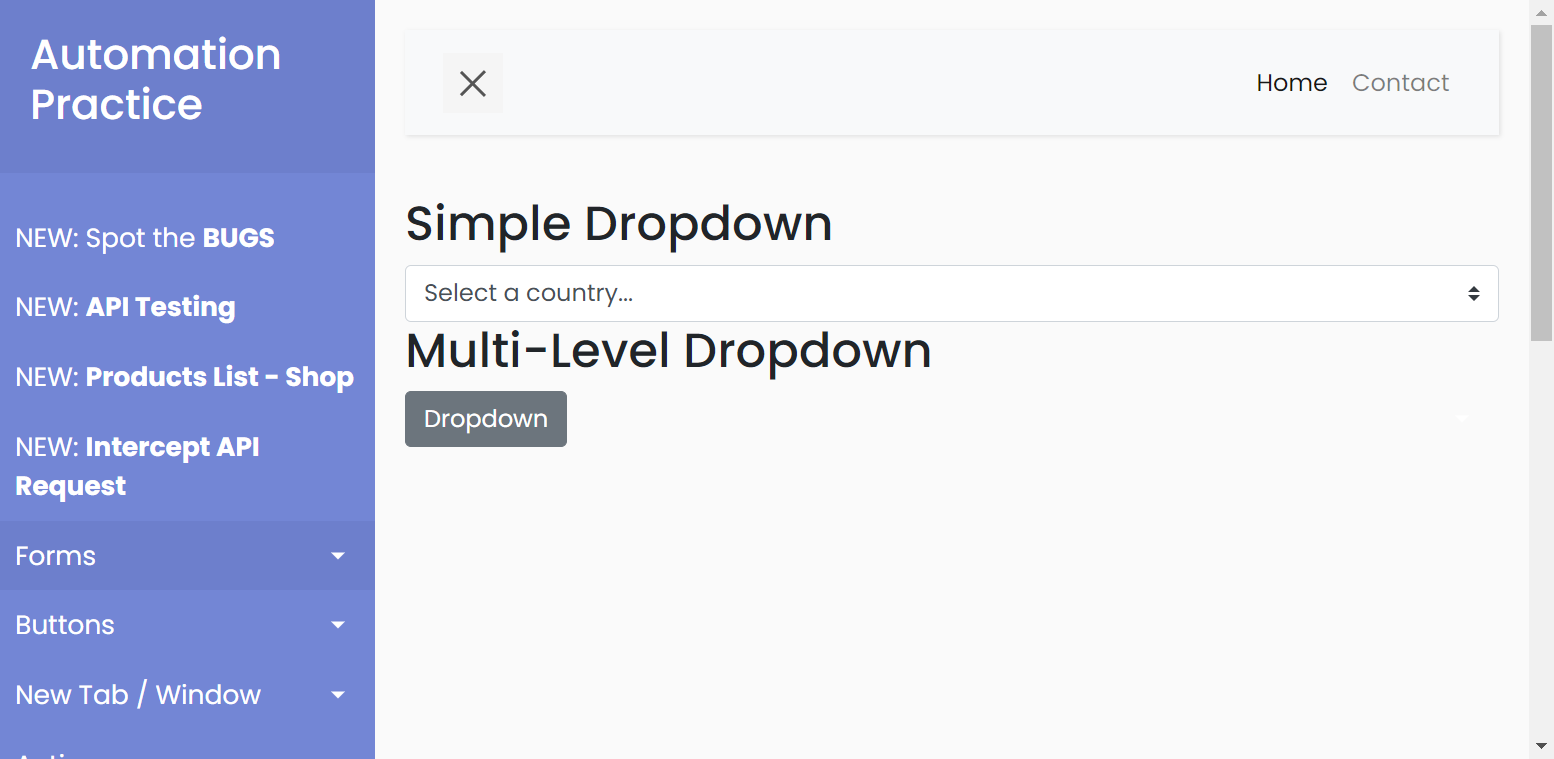 Automation
Practice
NEW: Spot the BUGS
NEW: API Testing
NEW: Products List - Shop
NEW: Intercept API
Request
Forms
Buttons
New Tab / Window
Home Contact
Simple Dropdown
Select a country...
Multi-Level Dropdown
Dropdown